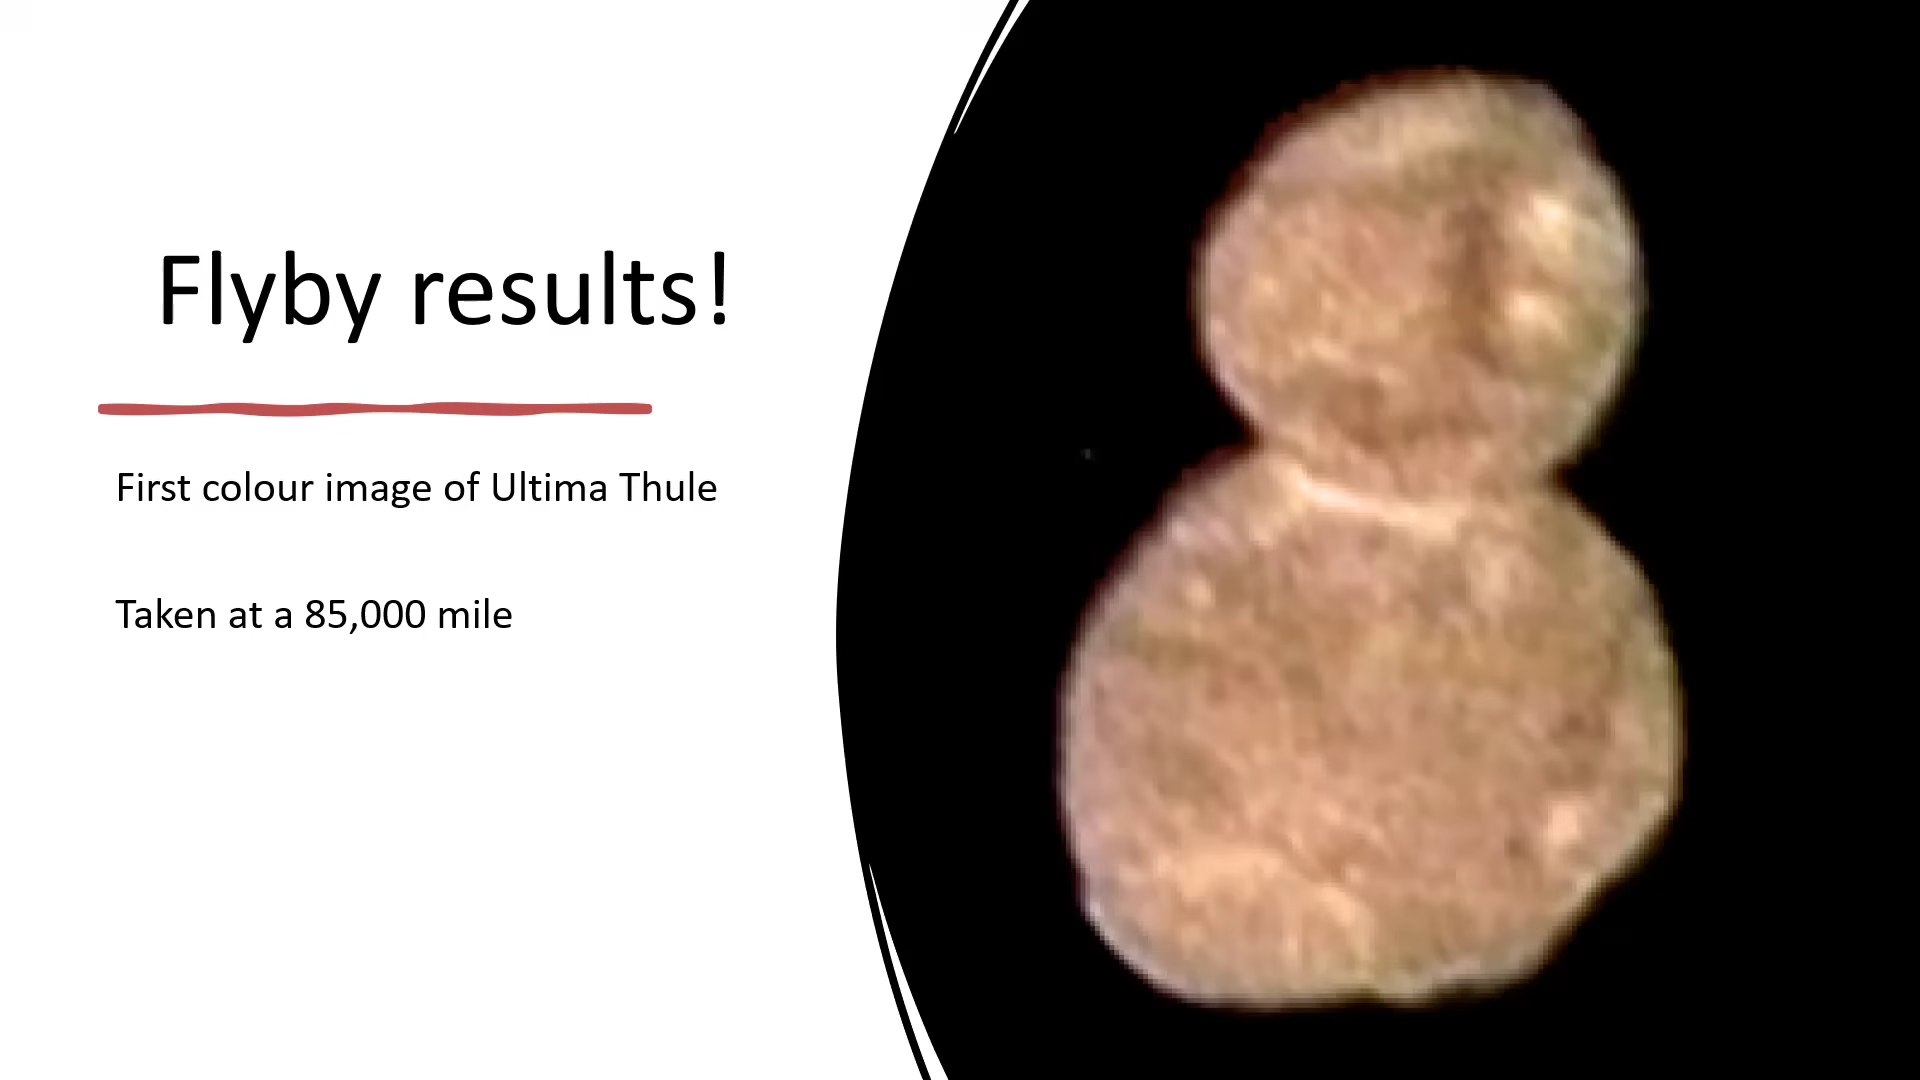 Flyby results!
First colour image of Ultima Thule
Taken at a 85,000 mile